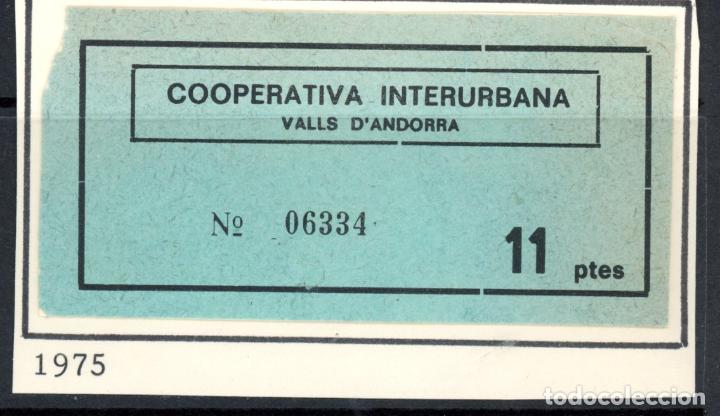 COOPERATIVA INTERURBANA
VALLS D'ANDORRA
Nº 06334
11 ptes
1975
todocoleccion